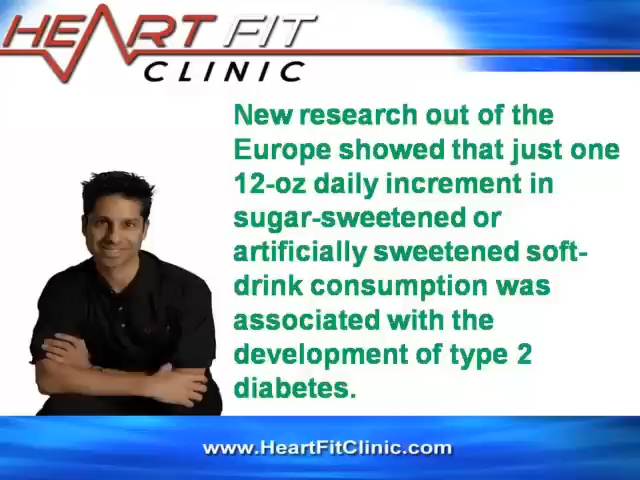 HEART FIT
CLINIC
New research out of the
Europe showed that just one
12-oz daily increment in
sugar-sweetened or
artificially sweetened soft-
drink consumption was
associated with the
development of type 2
diabetes.
www.HeartFitClinic.com